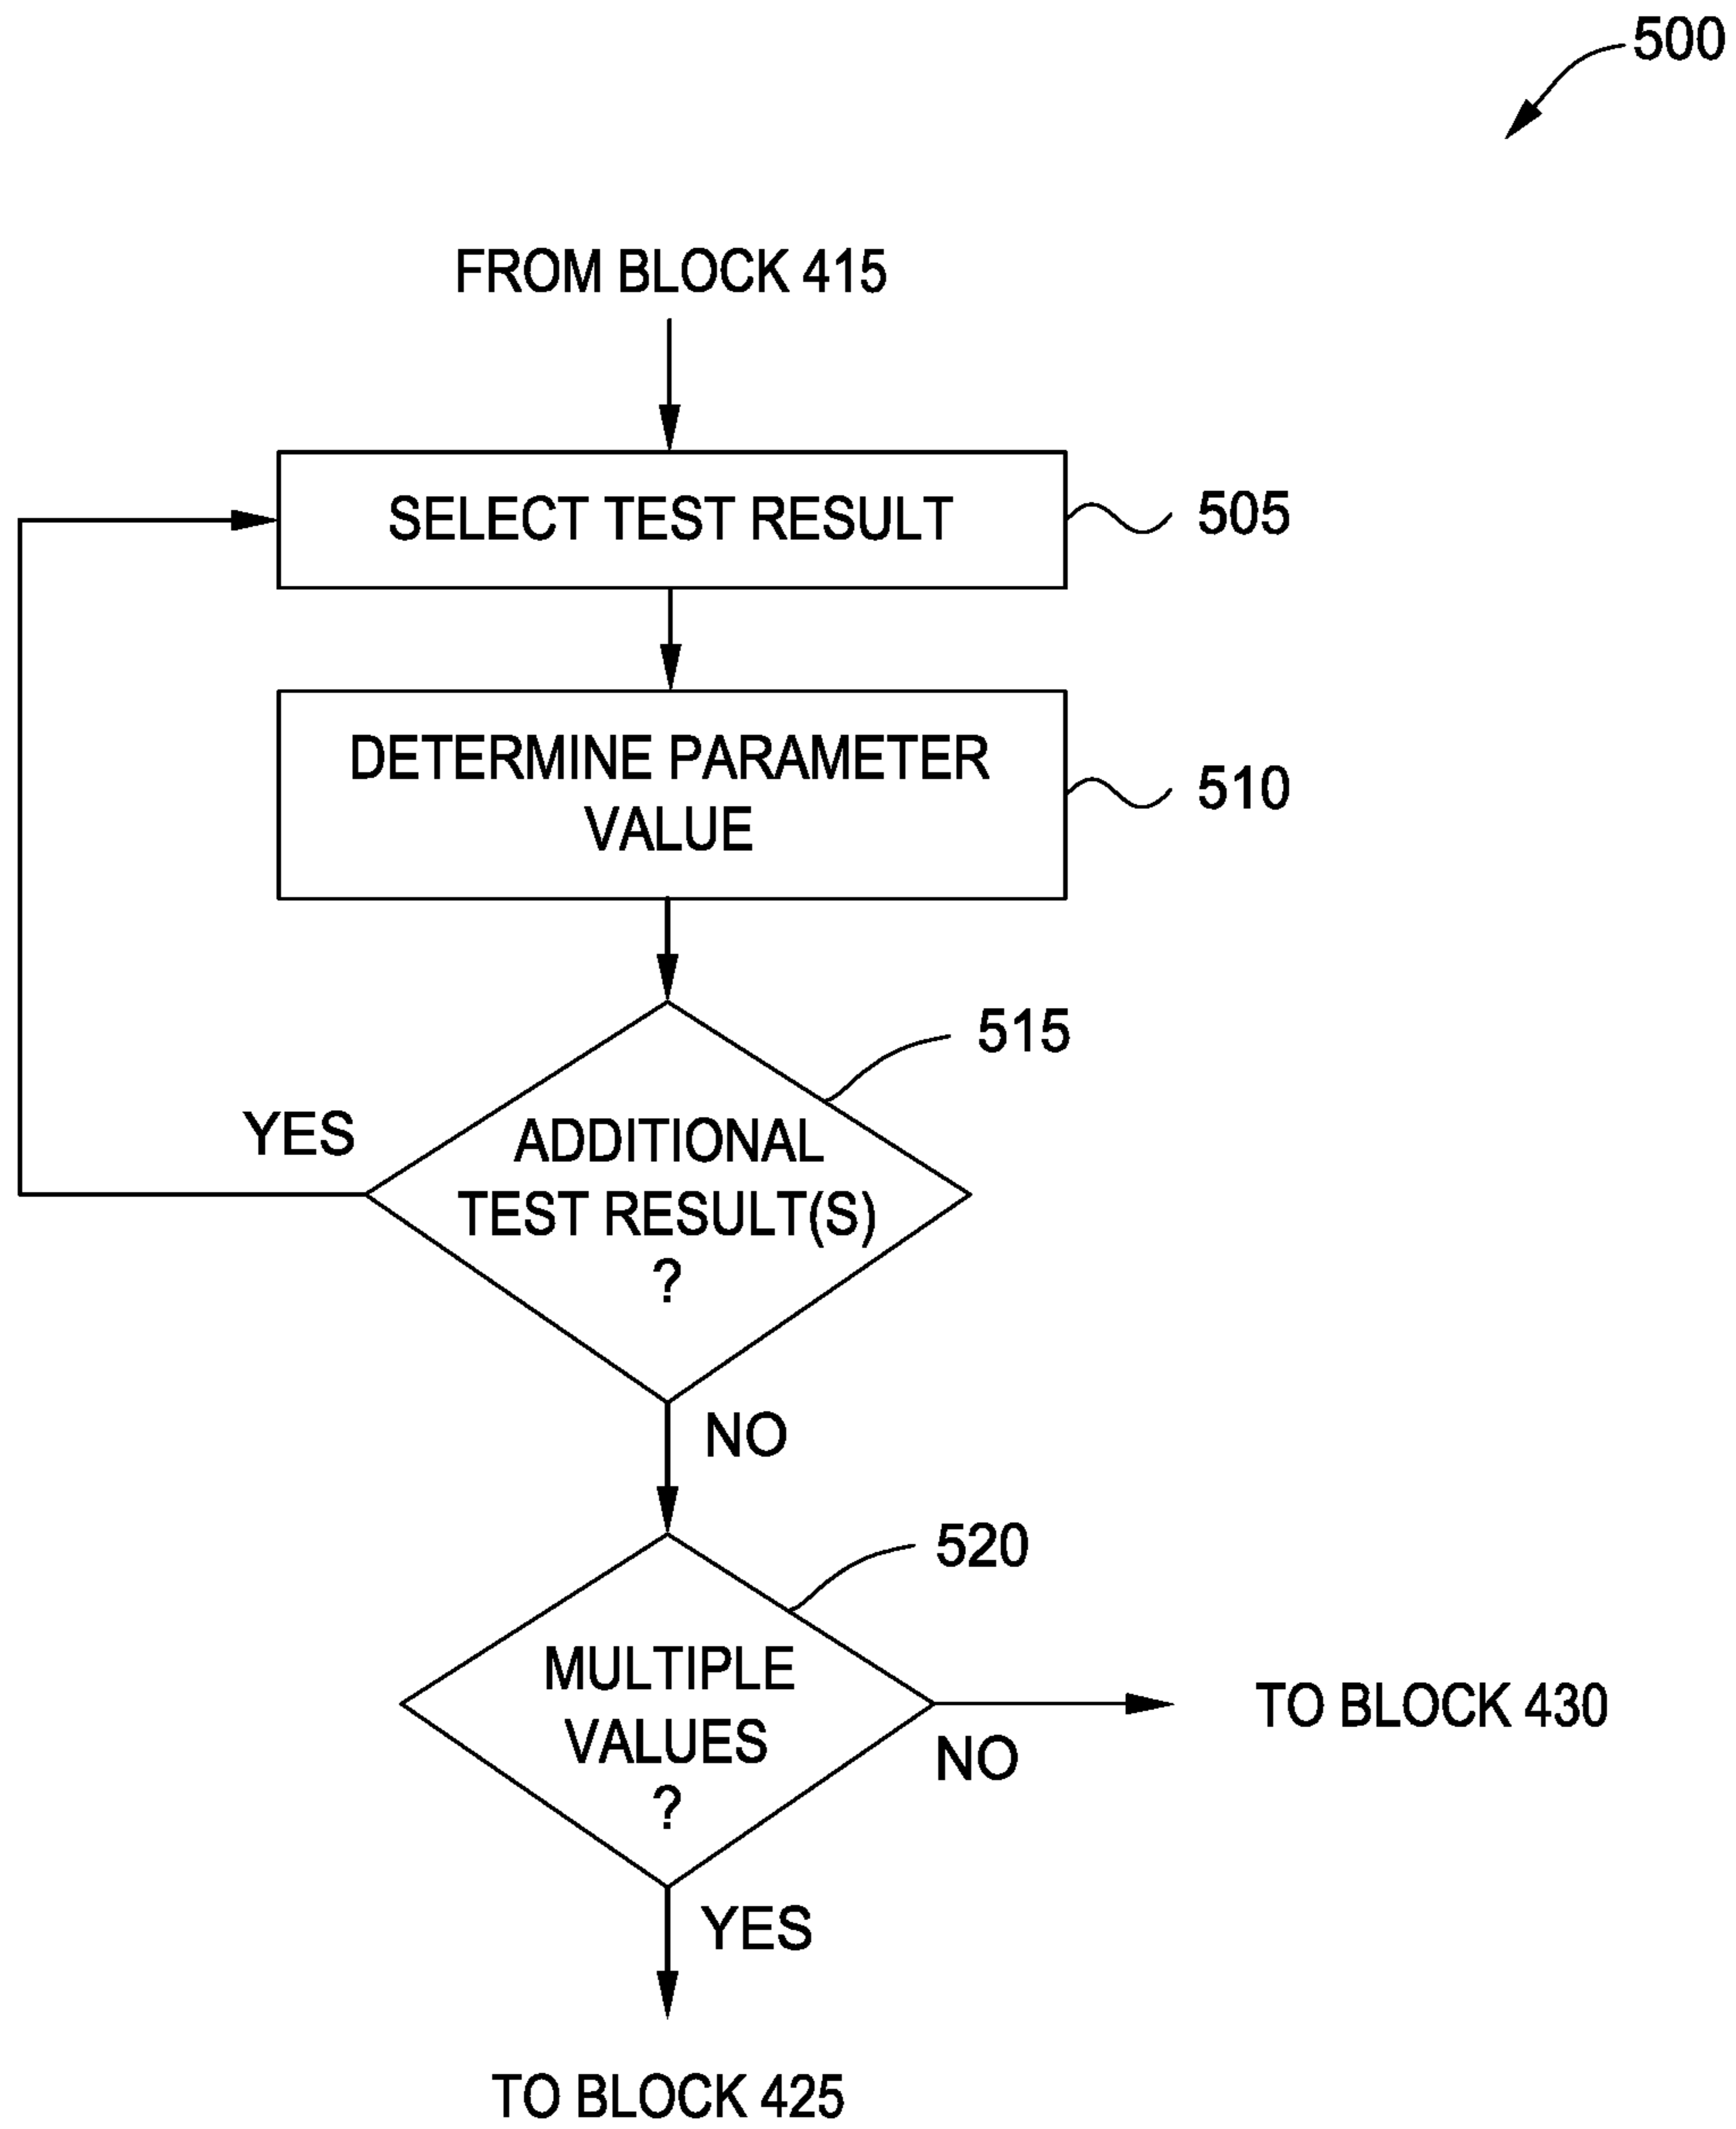 500
FROM BLOCK 415
SELECT TEST RESULT
505
DETERMINE PARAMETER
VALUE
510
515
YES
ADDITIONAL
TEST RESULT(S)
?
NO
520
MULTIPLE
VALUES
?
TO BLOCK 430
NO
YES
TO BLOCK 425